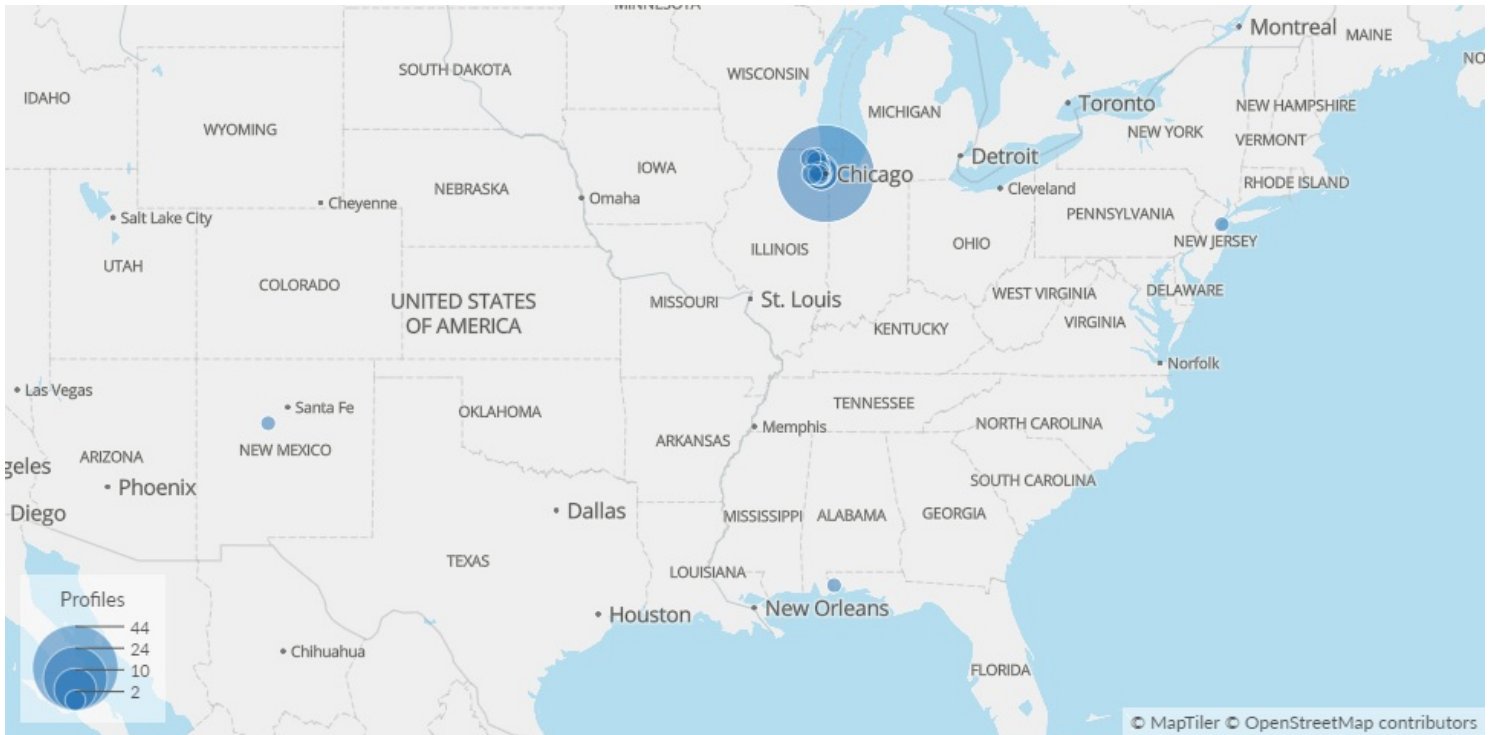 MINNESOTA
Montreal
MAINE
NO
SOUTH DAKOTA
WISCONSIN
IDAHO
MICHIGAN
Toronto
NEW HAMPSHIRE
WYOMING
NEW YORK
VERMONT
Detroit
IOWA
Chicago
RHODE ISLAND
NEBRASKA
Cleveland
Omaha
Cheyenne
Salt Lake City
PENNSYLVANIA
ILLINOIS
OHIO
NEW JERSEY
UTAH
COLORADO
WEST VIRGINIA
DELAWARE
UNITED STATES
OF AMERICA
MISSOURI
St. Louis
VIRGINIA
KENTUCKY
Norfolk
Las Vegas
Santa Fe
OKLAHOMA
TENNESSEE
NORTH CAROLINA
Memphis
ARKANSAS
NEW MEXICO
ARIZONA
geles
SOUTH CAROLINA
Phoenix
Diego
Dallas
MISSISSIPPI
ALABAMA
GEORGIA
TEXAS
LOUISIANA
New Orleans
Houston
Chihuahua
FLORIDA
Profiles
44
24
10
2
© MapTiler © OpenStreetMap contributors